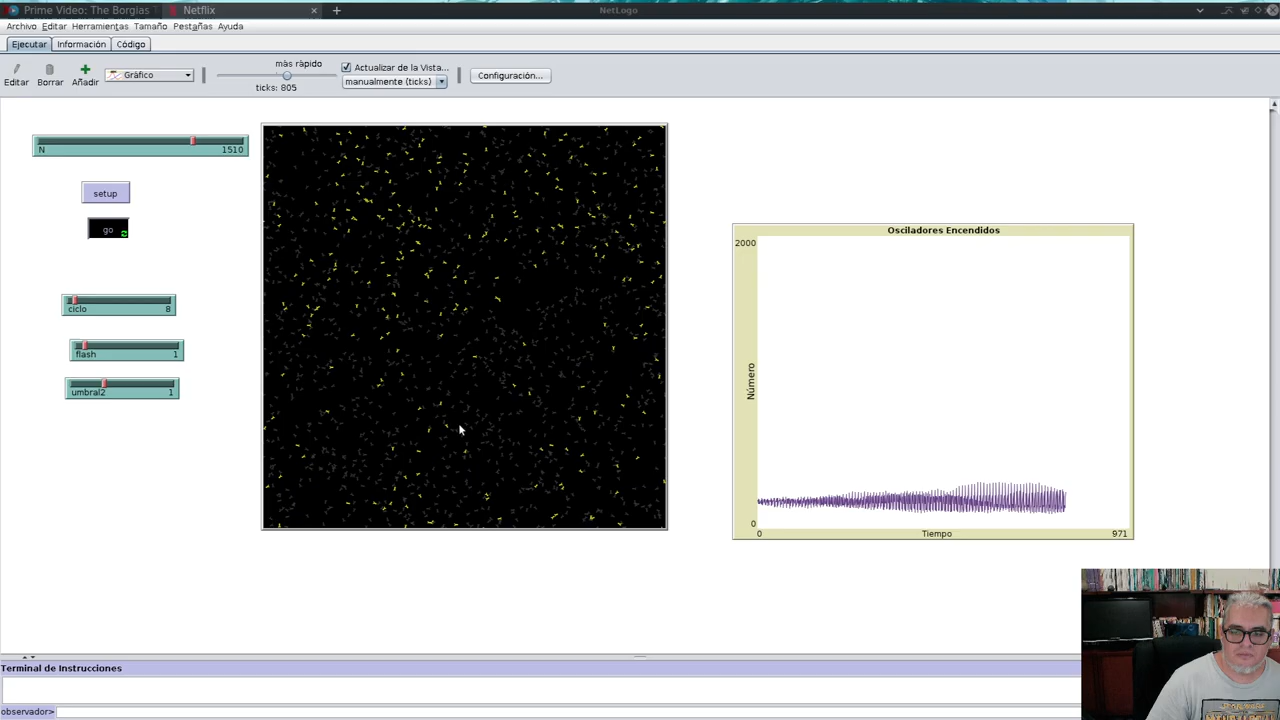 Prime Video: The Borgias
Netflix
NetLogo
Archivo Editar Herramientas Tamaño Pestañas Ayuda
Ejecutar Información Código
Editar Borrar Añadir
Gráfico
más rápido
ticks: 805
Actualizar de la Vista...
manualmente (ticks)
Configuración...
N 1510
setup
go
ciclo 8
flash 1
umbral2 1
Osciladores Encendidos
2000
Número
0
0 Tiempo 971
Terminal de Instrucciones
observador>